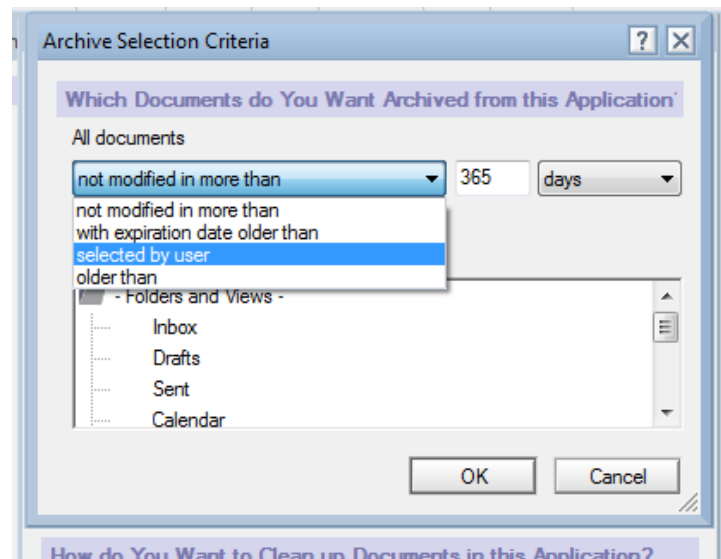 Archive Selection Criteria
Which Documents do You Want Archived from this Application
All documents
not modified in more than 365 days
not modified in more than
with expiration date older than
selected by user
older than
- Folders and Views -
Inbox
Drafts
Sent
Calendar
OK Cancel
How do You Want to Clean up Documents in this Application?